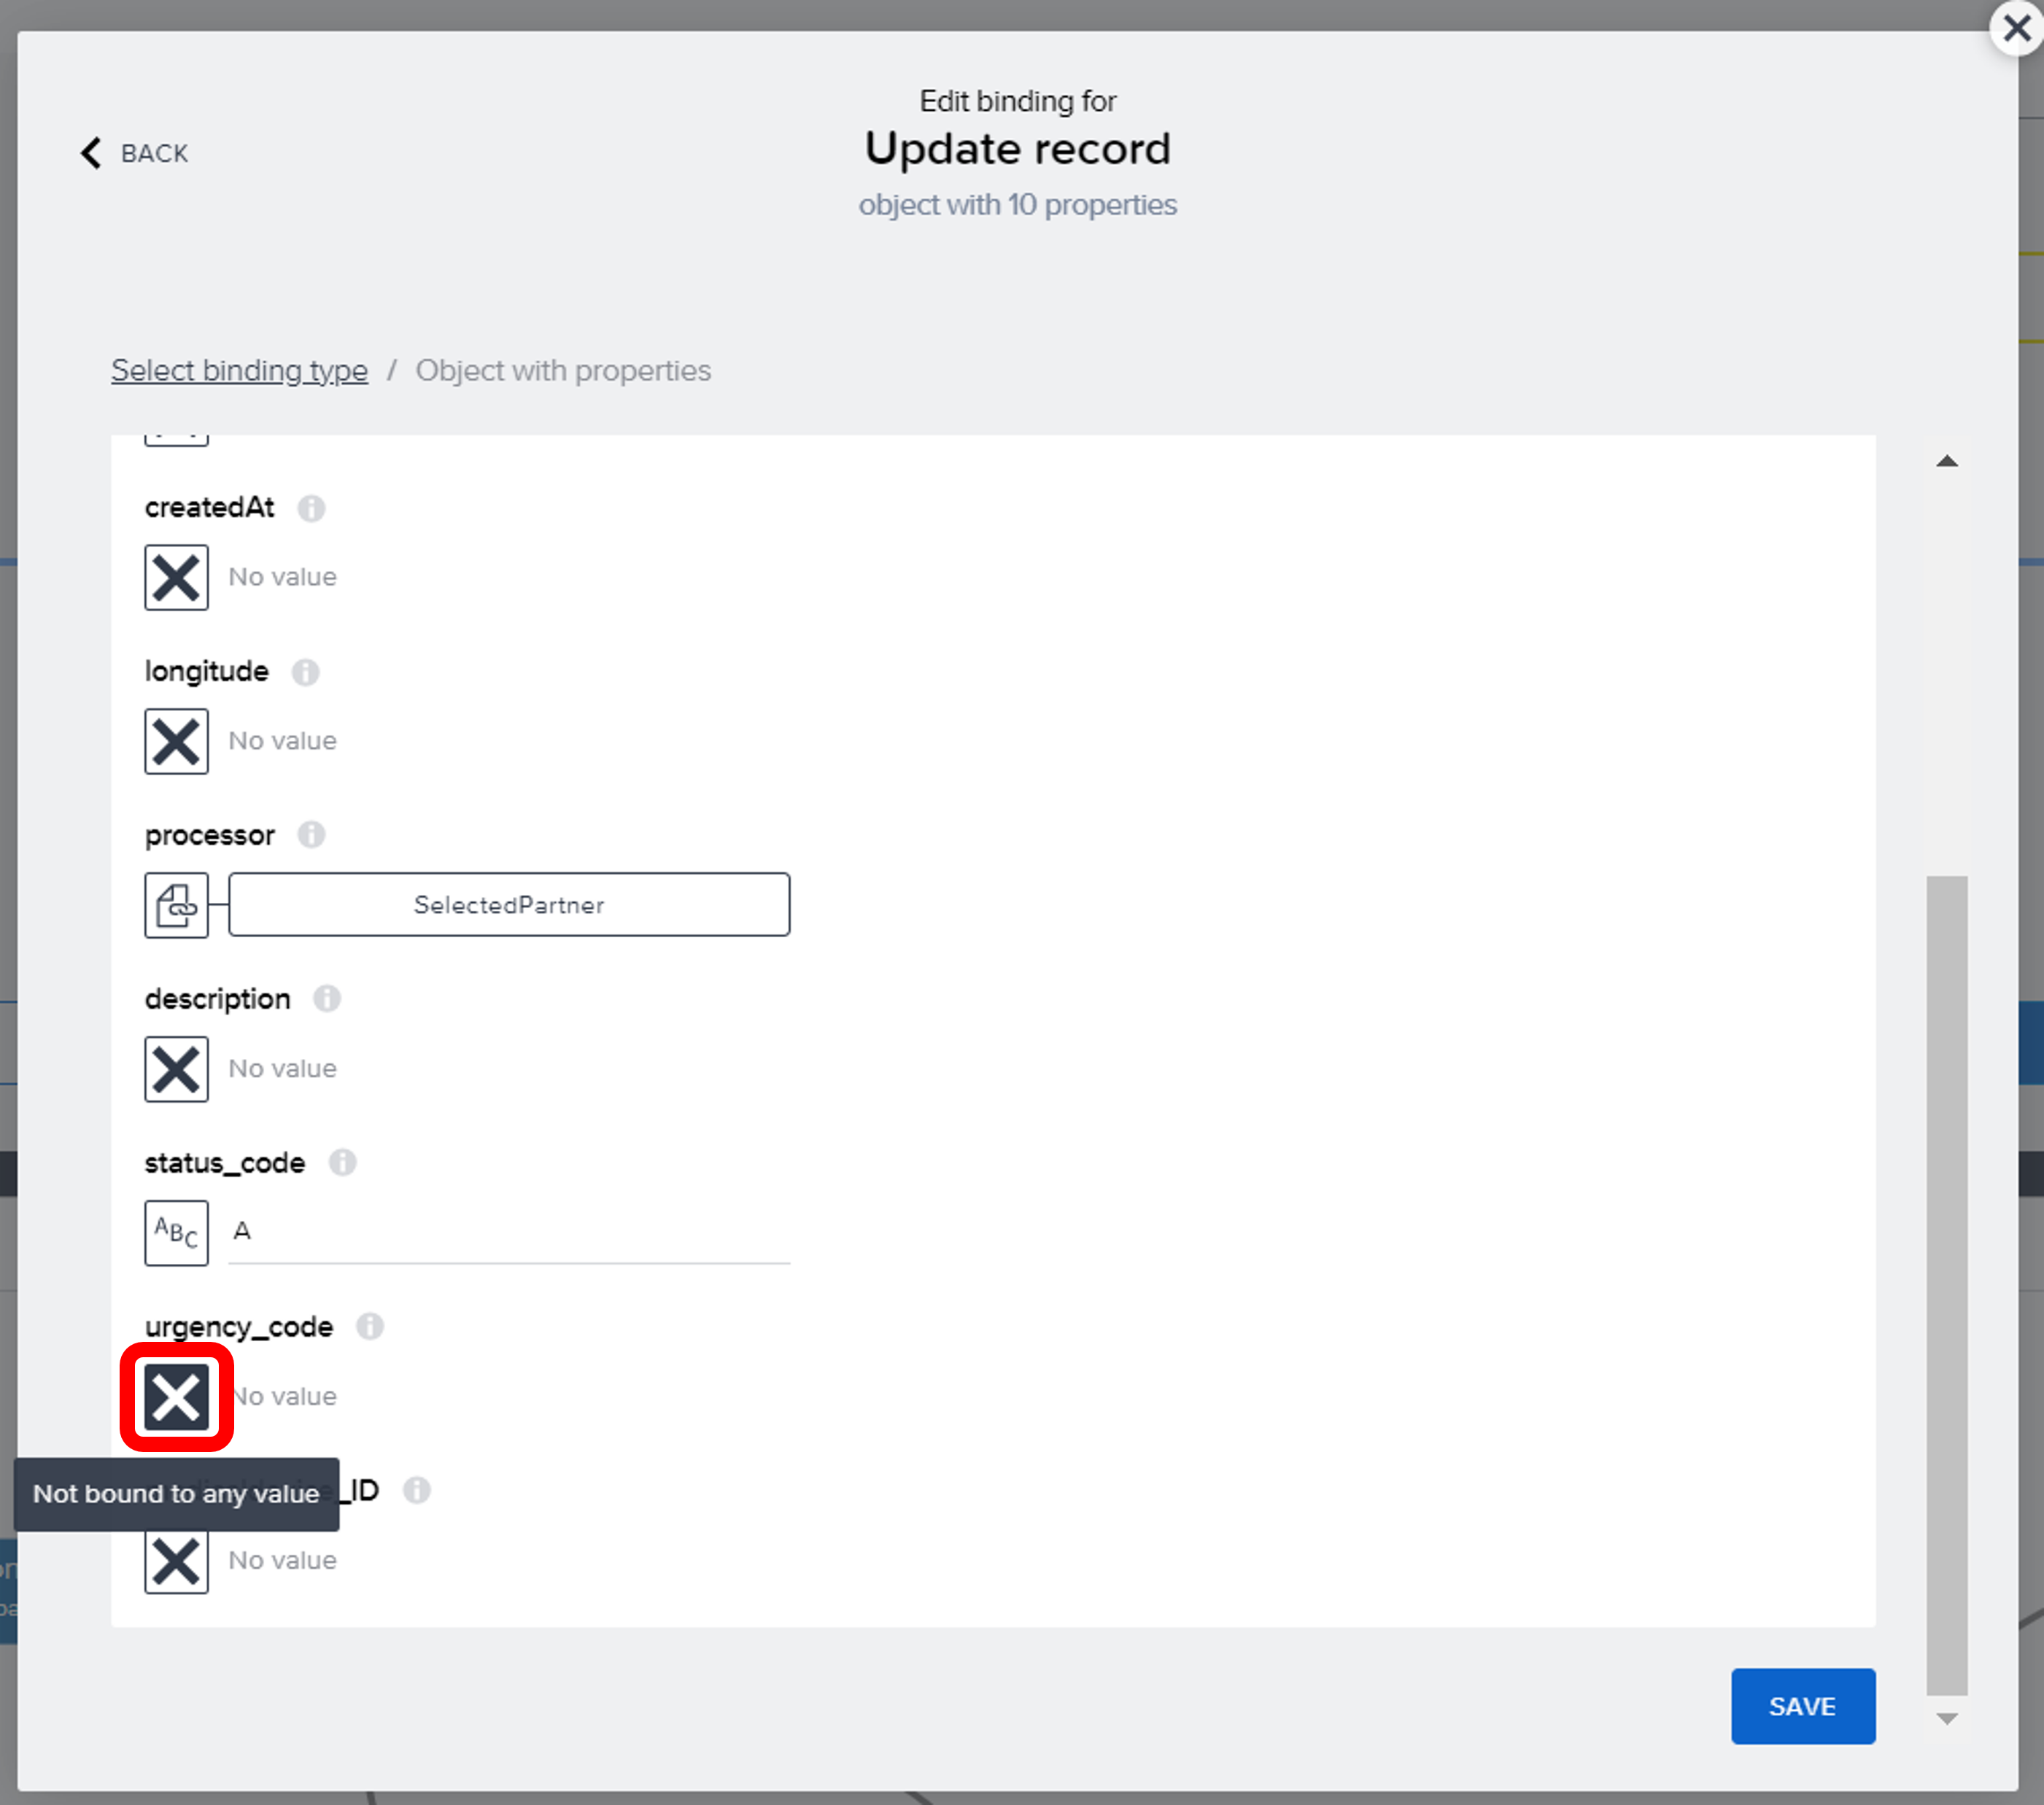 Edit binding for
Update record
BACK
object with 10 properties
Select binding type / Object with properties
createdAt
No value
longitude
No value
processor
SelectedPartner
description
No value
status_code
ABC A
urgency_code
No value
Not bound to any value _ID
No value
SAVE